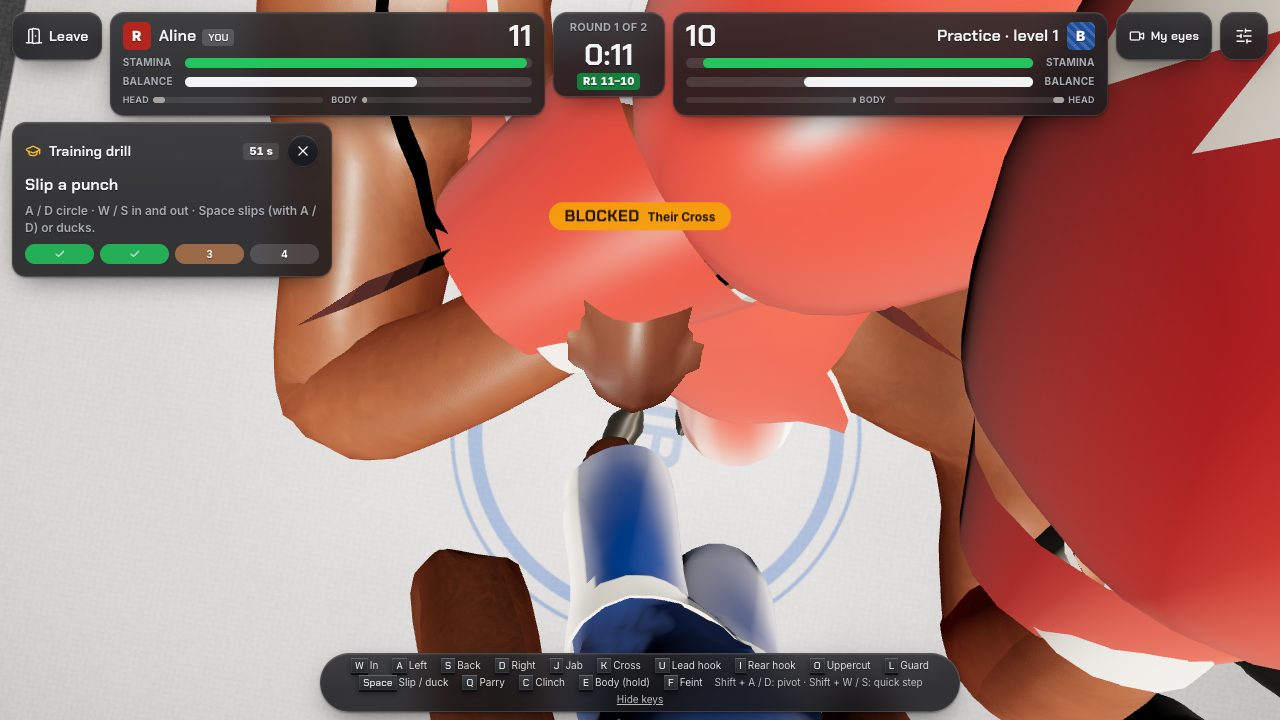 Leave
R Aline YOU 11
STAMINA
BALANCE
HEAD BODY
ROUND 1 OF 2
0:11
R1 11–10
10 Practice · level 1 B
STAMINA
BALANCE
BODY HEAD
My eyes
Training drill 51 s
Slip a punch
A / D circle · W / S in and out · Space slips (with A /
D) or ducks.
3 4
BLOCKED Their Cross
W In A Left S Back D Right J Jab K Cross U Lead hook I Rear hook O Uppercut L Guard
Space Slip / duck Q Parry C Clinch E Body (hold) F Feint Shift + A / D: pivot · Shift + W / S: quick step
Hide keys